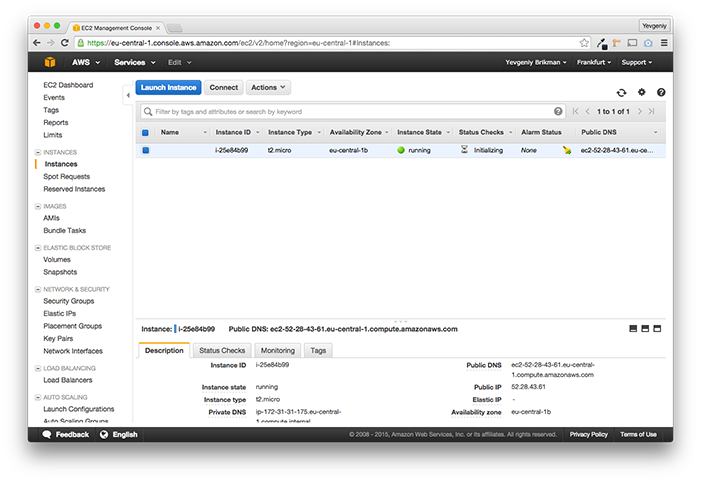 EC2 Management Console
Yevgeniy
https://eu-central-1.console.aws.amazon.com/ec2/v2/home?region=eu-central-1#Instances:
AWS Services Edit Yevgeniy Brikman Frankfurt Support
EC2 Dashboard
Events
Tags
Reports
Limits
INSTANCES
Instances
Spot Requests
Reserved Instances
IMAGES
AMIs
Bundle Tasks
ELASTIC BLOCK STORE
Volumes
Snapshots
NETWORK & SECURITY
Security Groups
Elastic IPs
Placement Groups
Key Pairs
Network Interfaces
LOAD BALANCING
Load Balancers
AUTO SCALING
Launch Configurations
Auto Scaling Groups
Launch Instance Connect Actions
Filter by tags and attributes or search by keyword
1 to 1 of 1
Name Instance ID Instance Type Availability Zone Instance State Status Checks Alarm Status Public DNS
i-25e84b99 t2.micro eu-central-1b running Initializing None ec2-52-28-43-61.eu-ce...
Instance: i-25e84b99 Public DNS: ec2-52-28-43-61.eu-central-1.compute.amazonaws.com
Description Status Checks Monitoring Tags
Instance ID i-25e84b99 Public DNS ec2-52-28-43-61.eu-central-
1.compute.amazonaws.com
Instance state running Public IP 52.28.43.61
Instance type t2.micro Elastic IP -
Private DNS ip-172-31-31-175.eu-central- Availability zone eu-central-1b
1.compute.internal
Feedback English © 2008 - 2015, Amazon Web Services, Inc. or its affiliates. All rights reserved. Privacy Policy Terms of Use